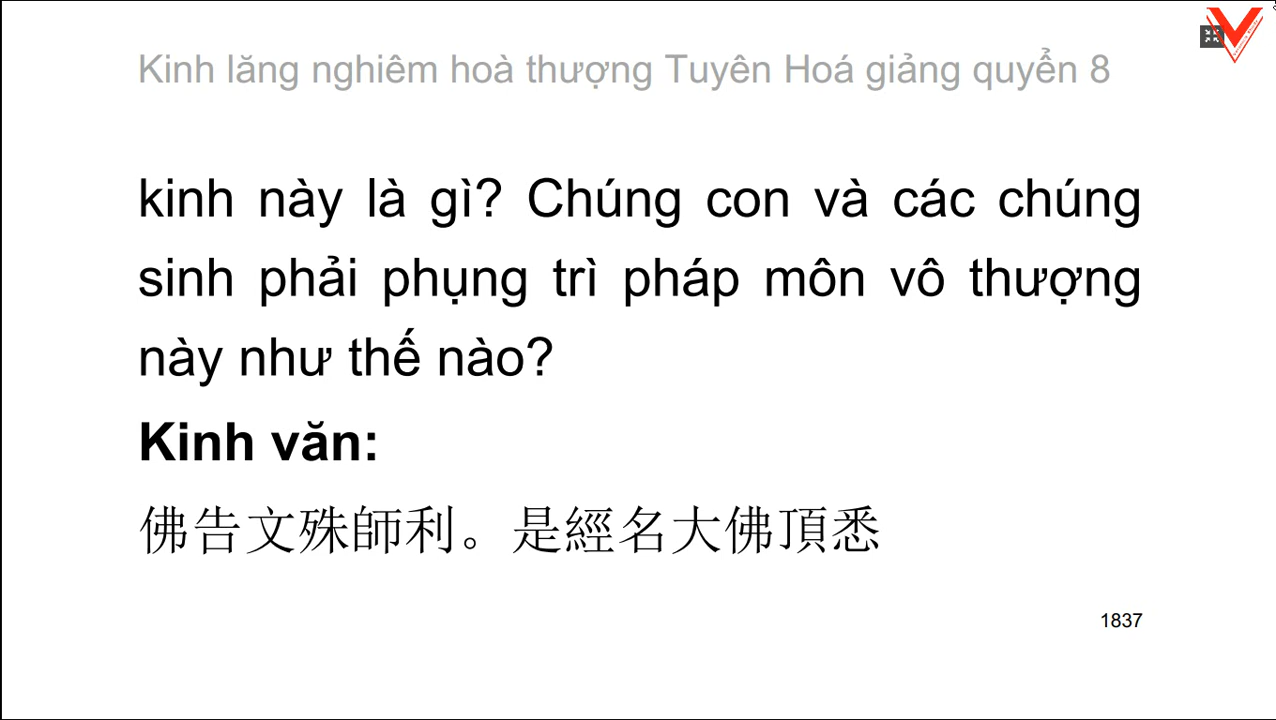 Kinh lăng nghiêm hoà thượng Tuyên Hoá giảng quyển 8
kinh này là gì? Chúng con và các chúng
sinh phải phụng trì pháp môn vô thượng
này như thế nào?
Kinh văn:
佛告文殊師利。是經名大佛頂悉
1837